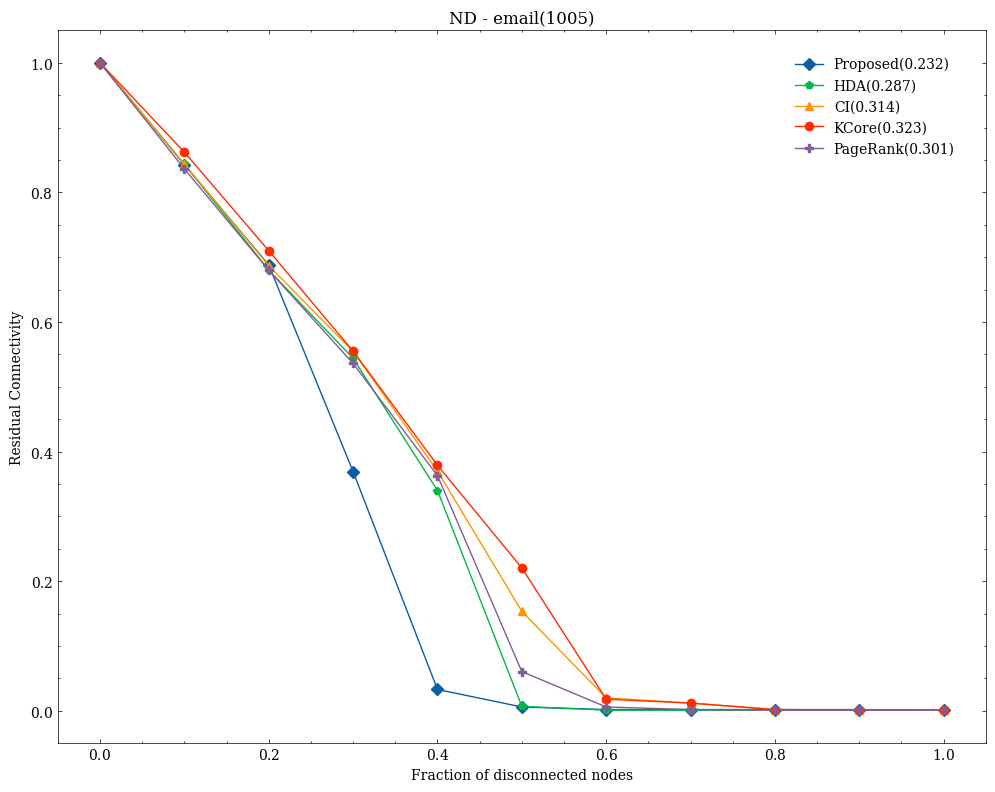 ND - email(1005)
Proposed(0.232)
HDA(0.287)
CI(0.314)
KCore(0.323)
PageRank(0.301)
Residual Connectivity
1.0
0.8
0.6
0.4
0.2
0.0
0.0 0.2 0.4 0.6 0.8 1.0
Fraction of disconnected nodes